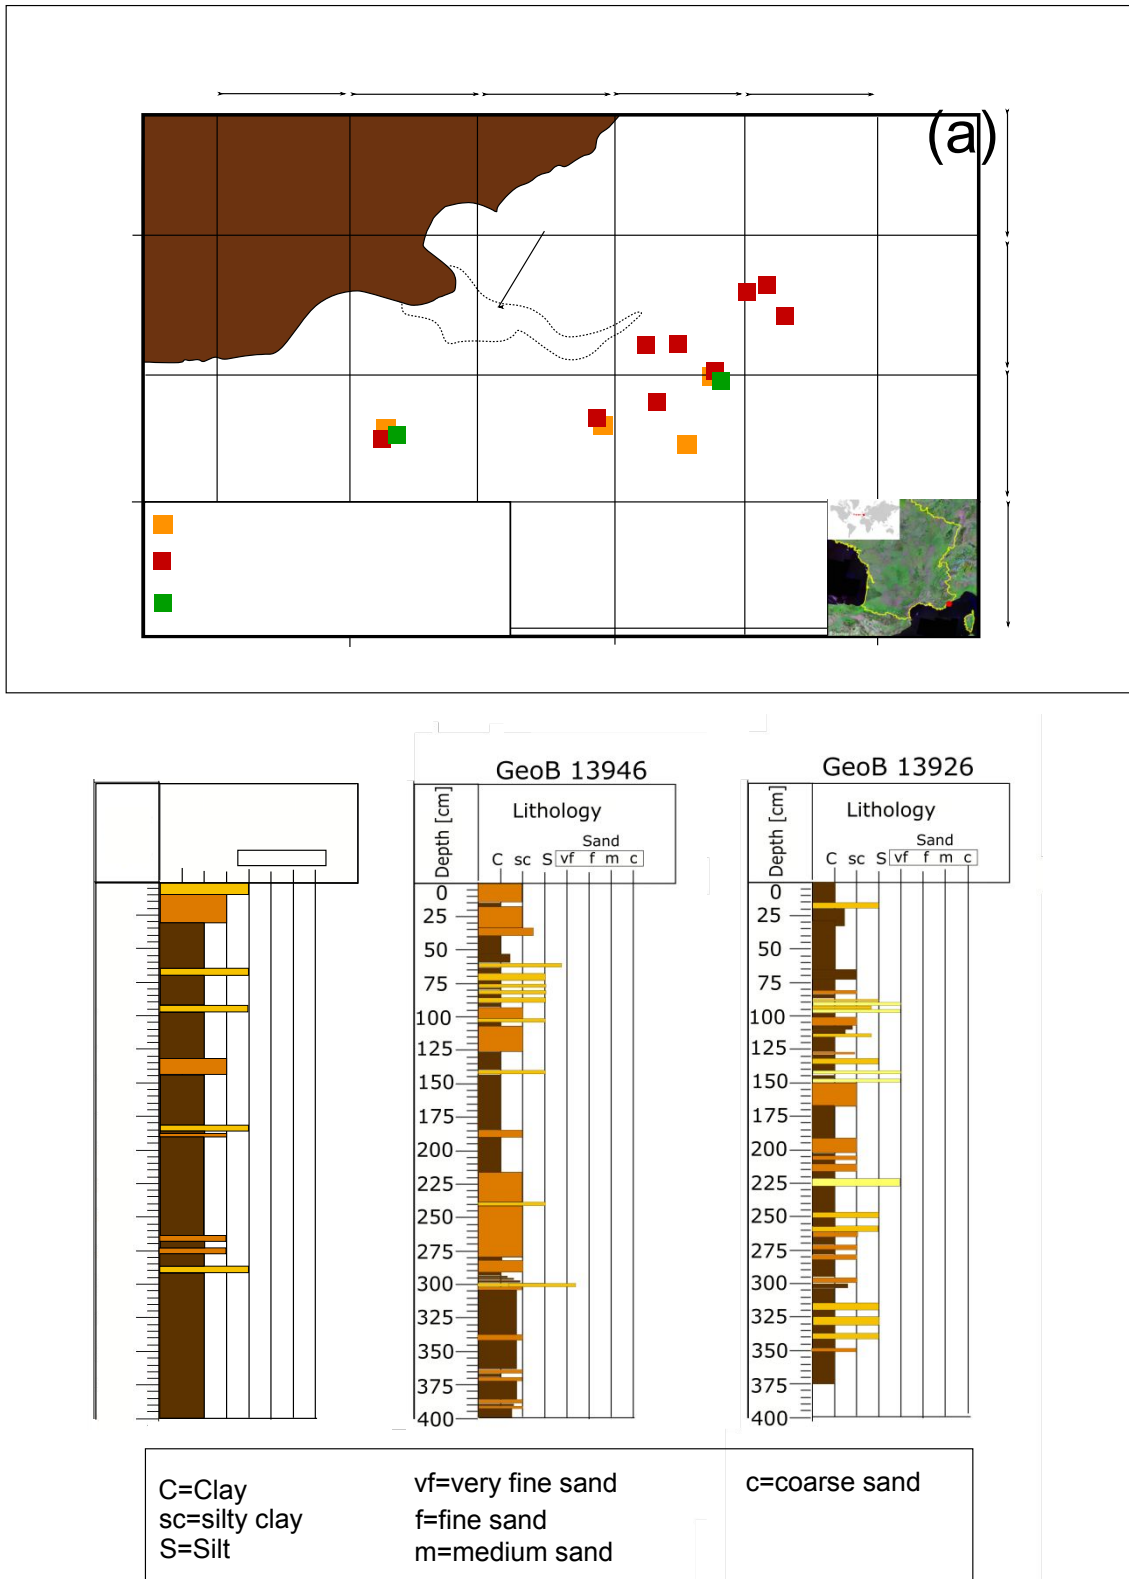 (a)
GeoB 13946
GeoB 13926
Depth [cm]
Lithology
Sand
C sc S vf f m c
0
25
50
75
100
125
150
175
200
225
250
275
300
325
350
375
400
Depth [cm]
Lithology
Sand
C sc S vf f m c
0
25
50
75
100
125
150
175
200
225
250
275
300
325
350
375
400
C=Clay
sc=silty clay
S=Silt
vf=very fine sand
f=fine sand
m=medium sand
c=coarse sand